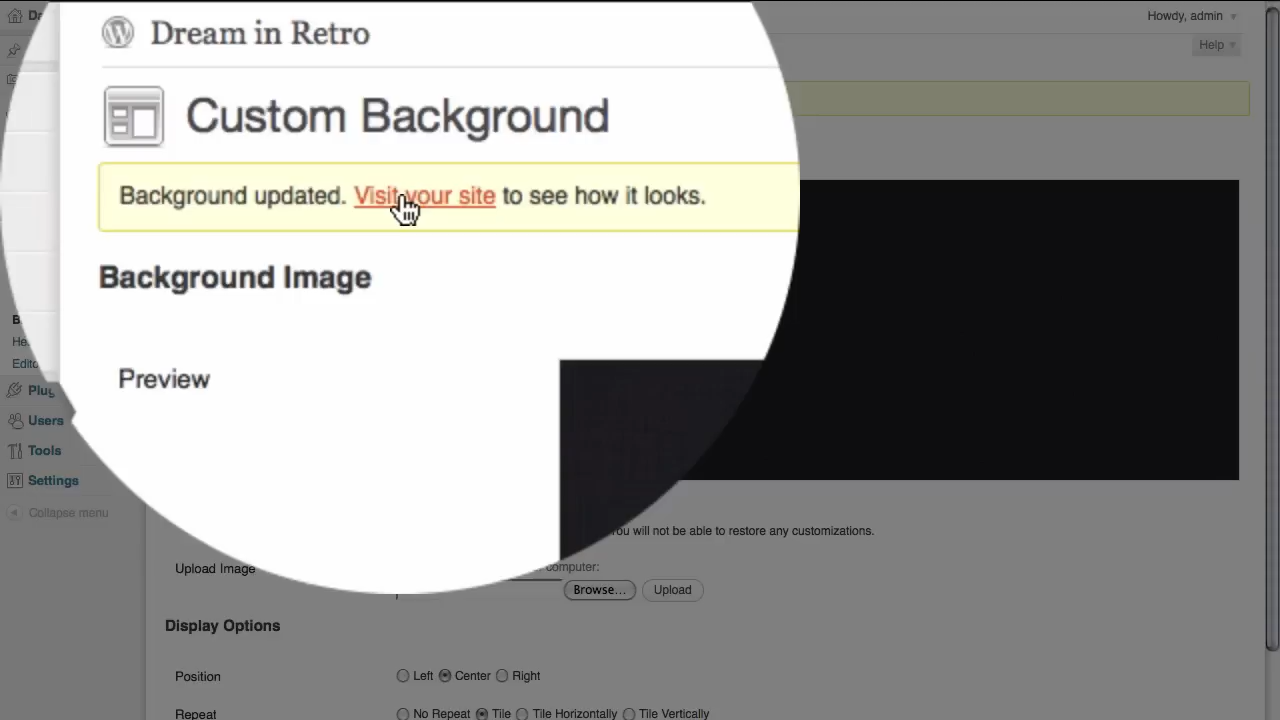 Howdy, admin
Help
Dream in Retro
Custom Background
Background updated. Visit your site to see how it looks.
Background Image
Preview
Plug
Users
Tools
Settings
Collapse menu
You will not be able to restore any customizations.
Upload Image
computer:
Browse... Upload
Display Options
Position Left Center Right
Repeat No Repeat Tile Tile Horizontally Tile Vertically